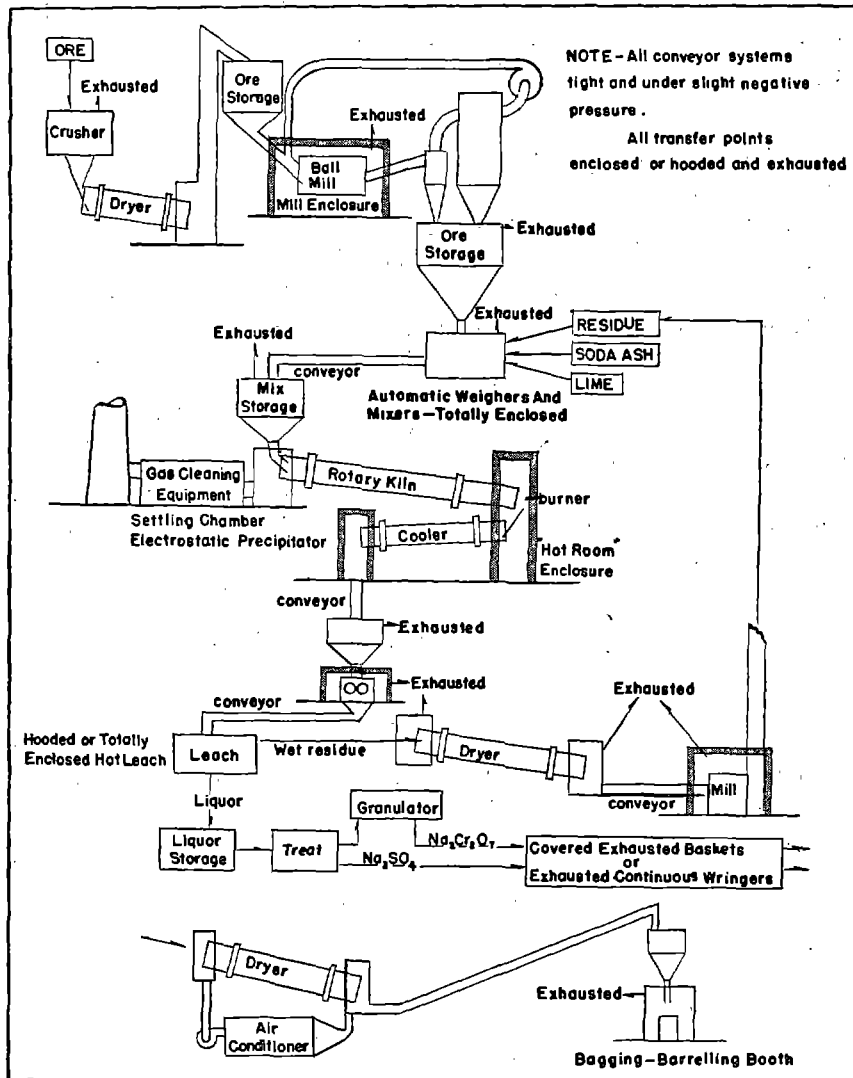 ORE
Exhausted
Crusher
Dryer
Ore
Storage
Exhausted
Ball
Mill
Mill Enclosure
NOTE-All conveyor systems
tight and under slight negative
pressure.
All transfer points
enclosed or hooded and exhausted
Ore
Storage
Exhausted
Exhausted
RESIDUE
SODA ASH
LIME
Automatic Weighers And
Mixers-Totally Enclosed
Exhausted
conveyor
Mix
Storage
Gas Cleaning
Equipment
Settling Chamber
Electrostatic Precipitator
Rotary Kiln
burner
Cooler
"Hot Room"
Enclosure
conveyor
Exhausted
Exhausted
conveyor
Hooded or Totally
Enclosed Hot Leach
Leach
Wet residue
Dryer
Exhausted
Mill
conveyor
Liquor
Liquor
Storage
Treat
Granulator
Na₂Cr₂O₇
Na₂SO₄
Covered Exhausted Baskets
or
Exhausted Continuous Wringers
Dryer
Air
Conditioner
Exhausted
Bagging-Barrelling Booth